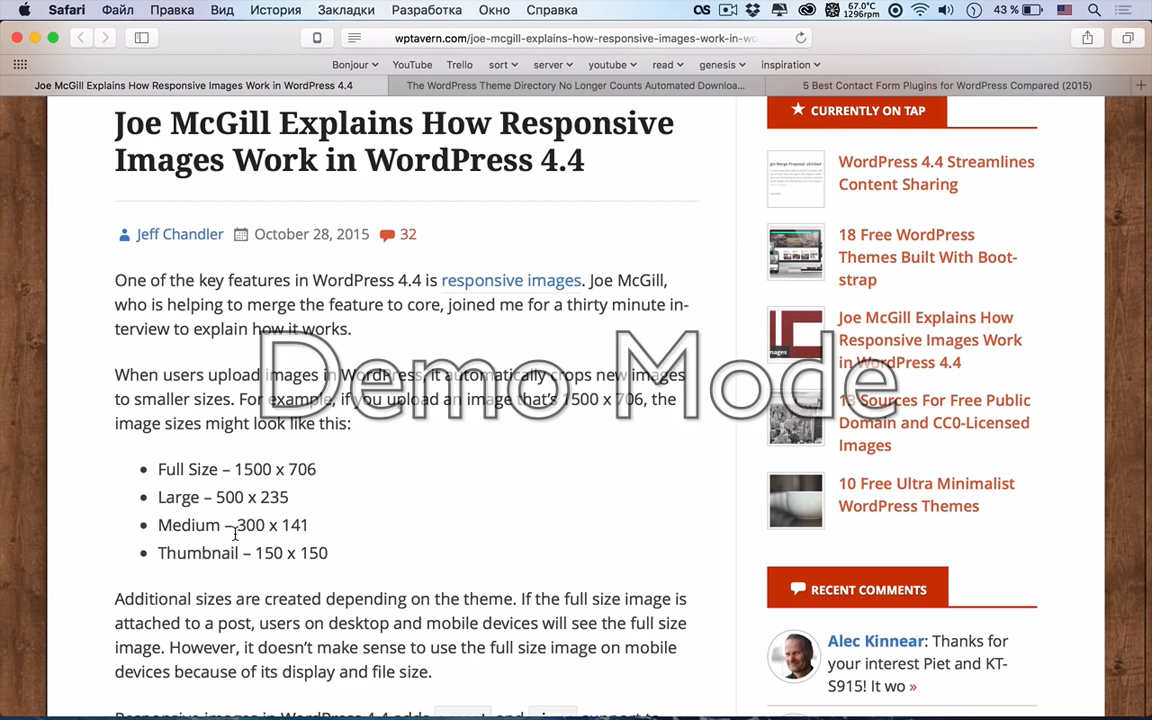 Safari Файл Правка Вид История Закладки Разработка Окно Справка 67.0°C 1296rpm 43 %
wptavern.com/joe-mcgill-explains-how-responsive-images-work-in-wo...
Bonjour YouTube Trello sort server youtube read genesis inspiration
Joe McGill Explains How Responsive Images Work in WordPress 4.4
The WordPress Theme Directory No Longer Counts Automated Downloa...
5 Best Contact Form Plugins for WordPress Compared (2015)
Joe McGill Explains How Responsive
Images Work in WordPress 4.4
Jeff Chandler October 28, 2015 32
One of the key features in WordPress 4.4 is responsive images. Joe McGill,
who is helping to merge the feature to core, joined me for a thirty minute in-
terview to explain how it works.
When users upload images in WordPress, it automatically crops new images
to smaller sizes. For example, if you upload an image that's 1500 x 706, the
image sizes might look like this:
Demo Mode
• Full Size – 1500 x 706
• Large – 500 x 235
• Medium – 300 x 141
• Thumbnail – 150 x 150
Additional sizes are created depending on the theme. If the full size image is
attached to a post, users on desktop and mobile devices will see the full size
image. However, it doesn't make sense to use the full size image on mobile
devices because of its display and file size.
Responsive images in WordPress 4.4 adds
CURRENTLY ON TAP
WordPress 4.4 Streamlines
Content Sharing
18 Free WordPress
Themes Built With Boot-
strap
Joe McGill Explains How
Responsive Images Work
in WordPress 4.4
13 Sources For Free Public
Domain and CC0-Licensed
Images
10 Free Ultra Minimalist
WordPress Themes
RECENT COMMENTS
Alec Kinnear: Thanks for
your interest Piet and KT-
S915! It wo »